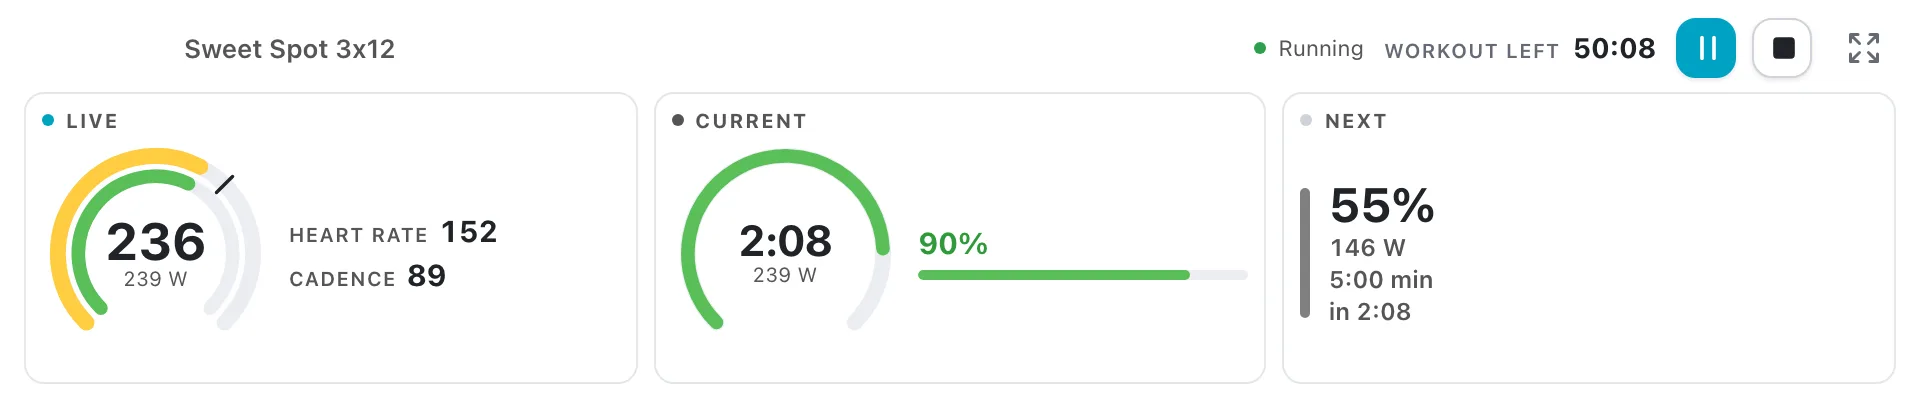 Sweet Spot 3x12
Running WORKOUT LEFT 50:08
LIVE
236
239 W
HEART RATE 152
CADENCE 89
CURRENT
2:08
239 W
90%
NEXT
55%
146 W
5:00 min
in 2:08